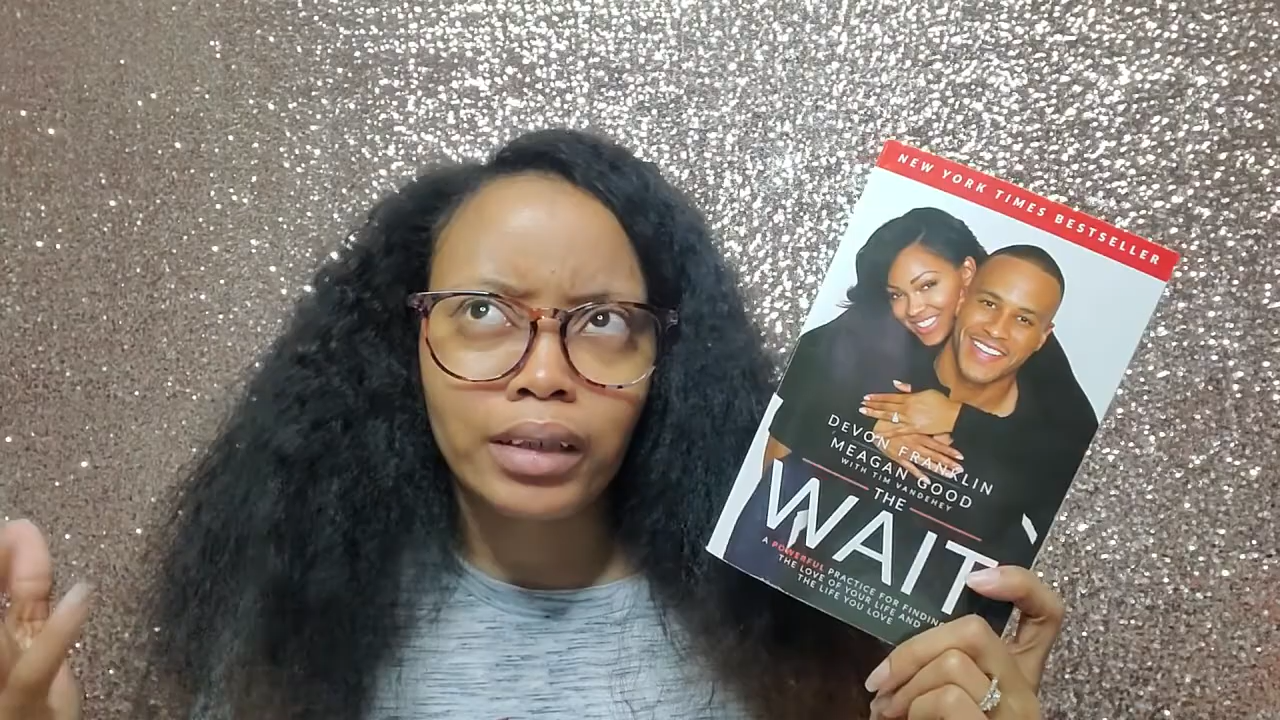 NEW YORK TIMES BESTSELLER
DEVON FRANKLIN
MEAGAN GOOD
WITH TIM VANDEHEY
THE
WAIT
A POWERFUL PRACTICE FOR FINDING
THE LOVE OF YOUR LIFE AND
THE LIFE YOU LOVE